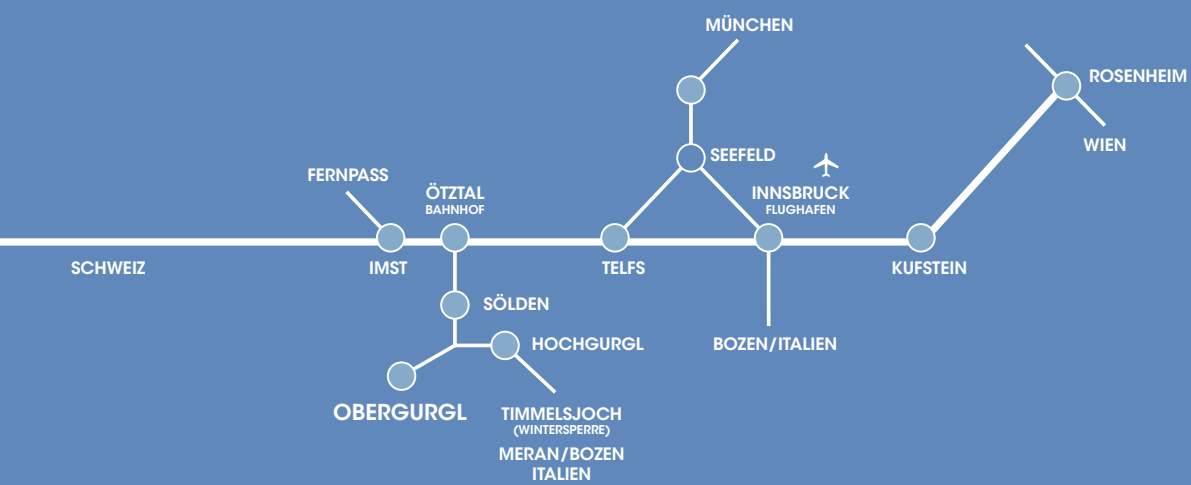 MÜNCHEN
ROSENHEIM
WIEN
SEEFELD
FERNPASS
ÖTZTAL
BAHNHOF
INNSBRUCK
FLUGHAFEN
SCHWEIZ
IMST
TELFS
KUFSTEIN
SÖLDEN
HOCHGURGL
BOZEN/ITALIEN
OBERGURGL
TIMMELSJOCH
(WINTERSPERRE)
MERAN/BOZEN
ITALIEN